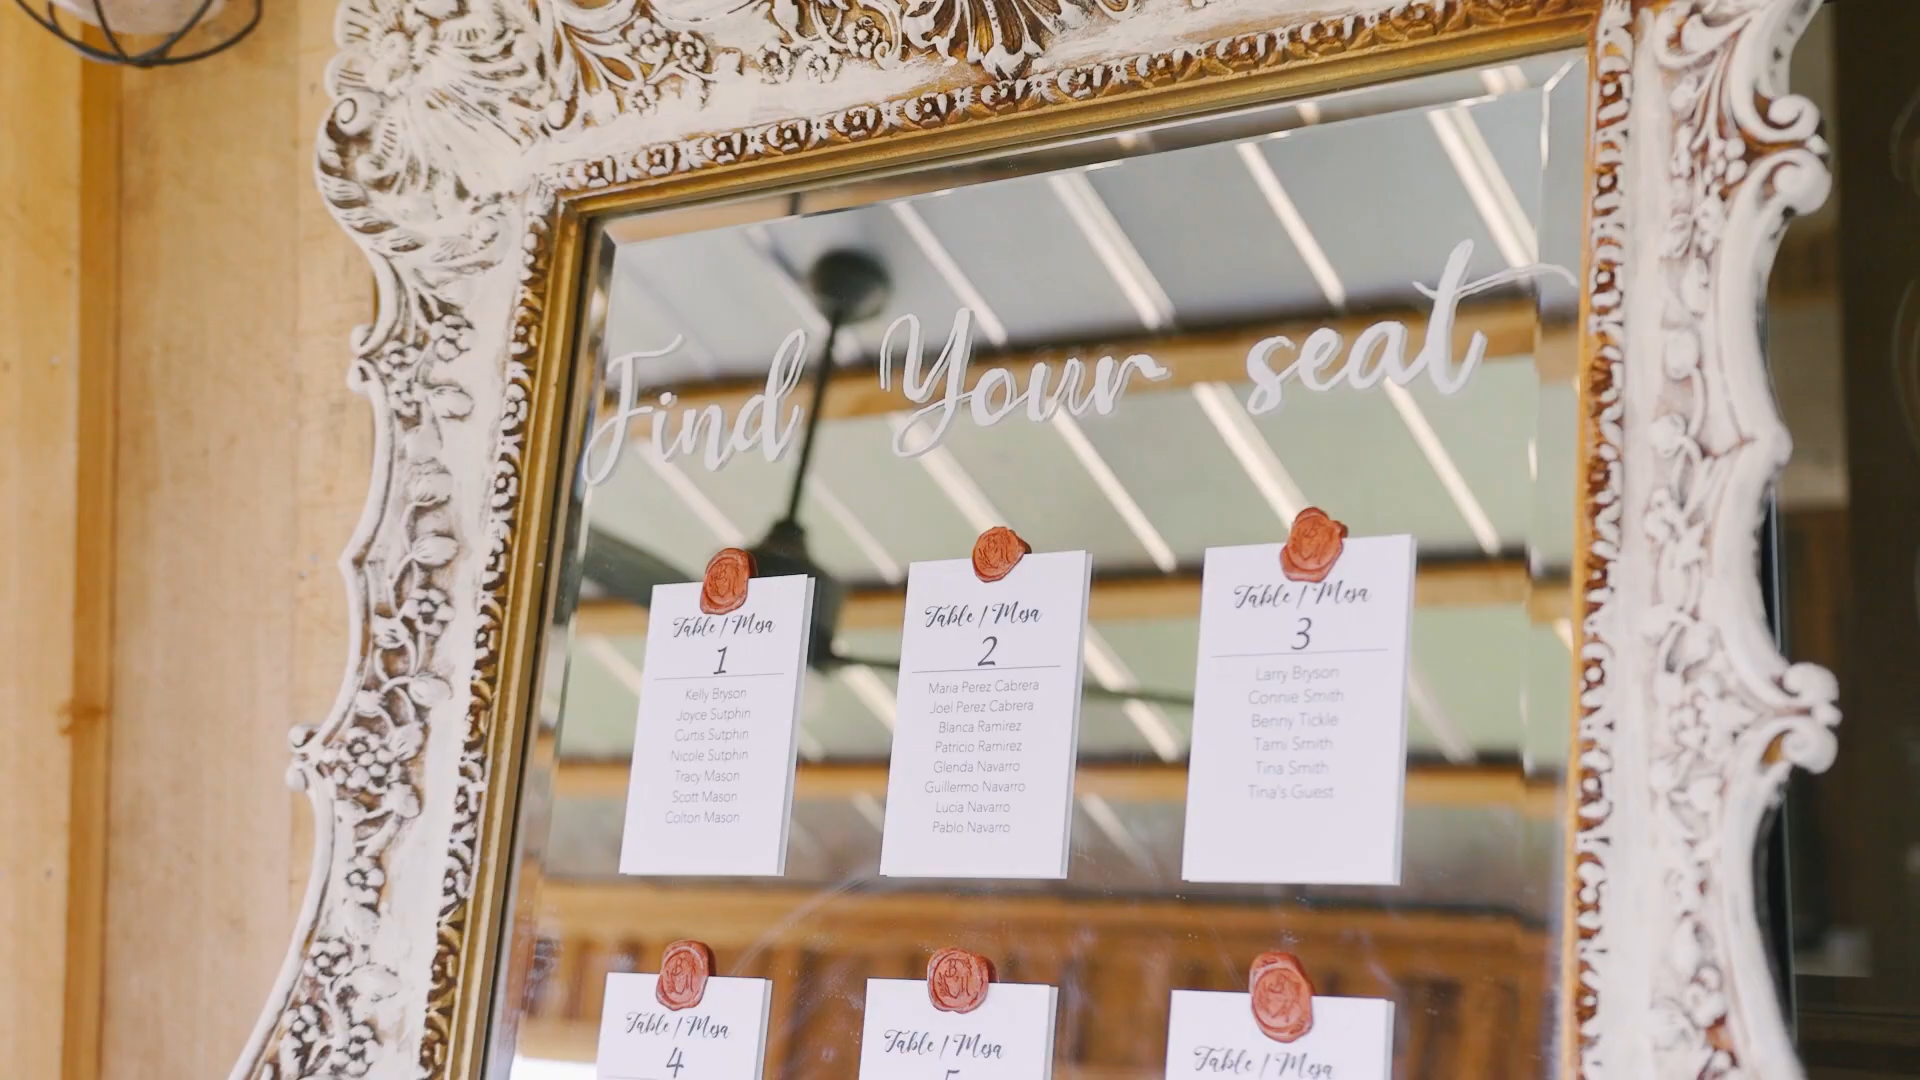 Find Your seat
Table / Mesa
1
Kelly Bryson
Joyce Sutphin
Curtis Sutphin
Nicole Sutphin
Tracy Mason
Scott Mason
Colton Mason
Table / Mesa
2
Maria Perez Cabrera
Joel Perez Cabrera
Blanca Ramirez
Patricio Ramirez
Glenda Navarro
Guillermo Navarro
Lucia Navarro
Pablo Navarro
Table / Mesa
3
Larry Bryson
Connie Smith
Benny Tickle
Tami Smith
Tina Smith
Tina's Guest
Table / Mesa
4
Table / Mesa
Table / Mesa